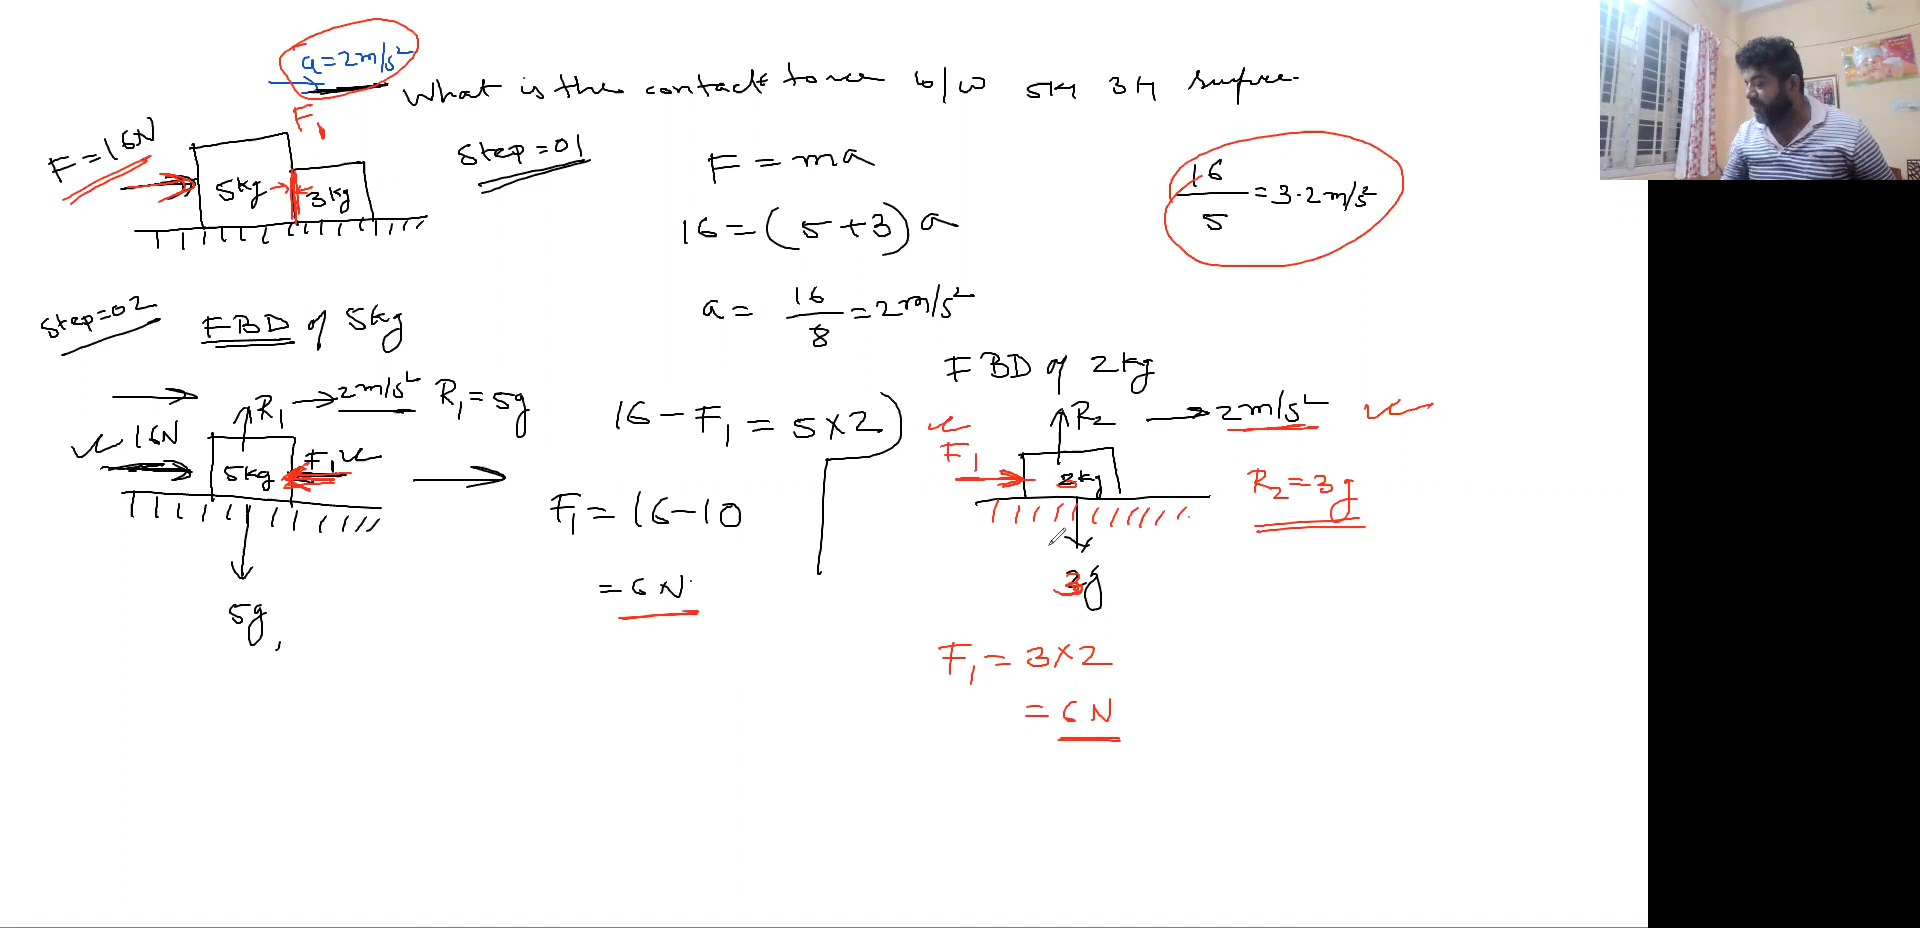 a=2m/s²
What is the contact force b/w 5kg 3kg surface.
F₁
F=16N
5kg
3kg
Step=01
F = ma
16 = (5+3) a
a = 16/8 = 2m/s²
16/5 = 3.2m/s²
Step=02
FBD of 5kg
R₁
2m/s²
R₁=5g
16N
5kg
F₁
5g,
16 - F₁ = 5×2
F₁ = 16-10
= 6N
FBD of 2kg
R₂
2m/s²
F₁
kg
R₂=3g
3g
F₁ = 3×2
= 6N